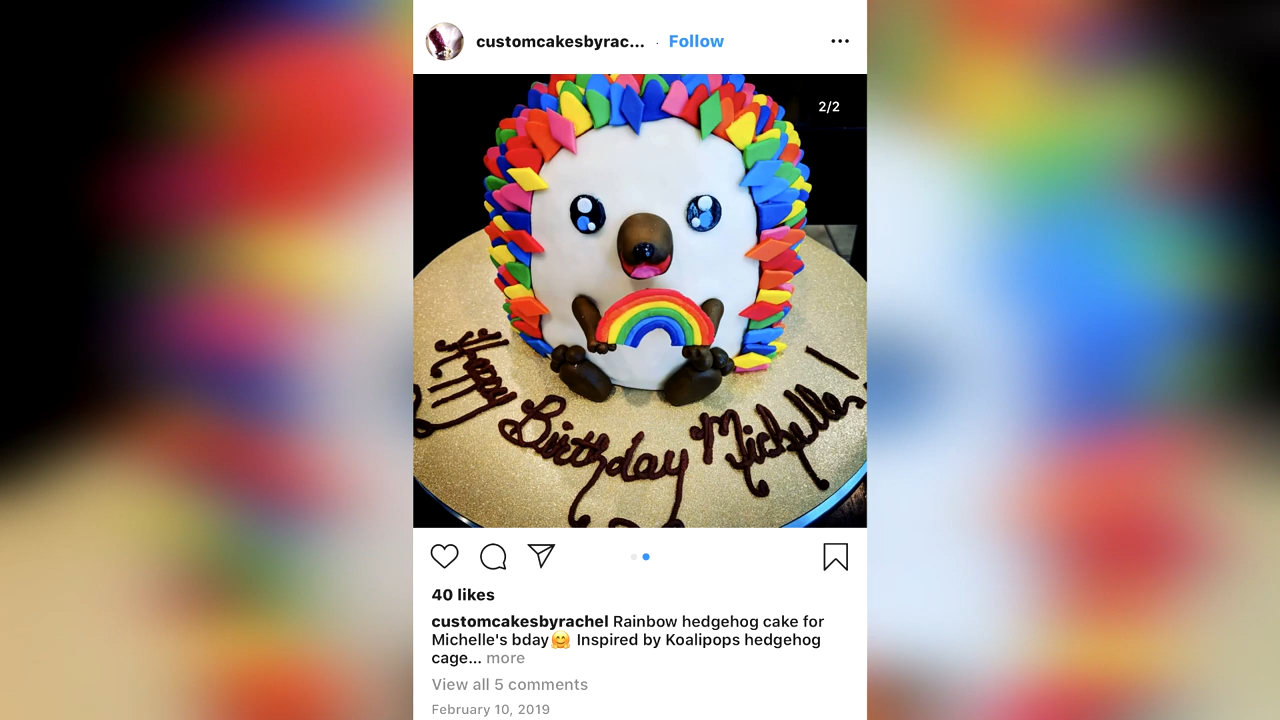 customcakesbyrac... · Follow
2/2
Happy Birthday Michelle!
40 likes
customcakesbyrachel Rainbow hedgehog cake for
Michelle's bday🤗 Inspired by Koalipops hedgehog
cage... more
View all 5 comments
February 10, 2019